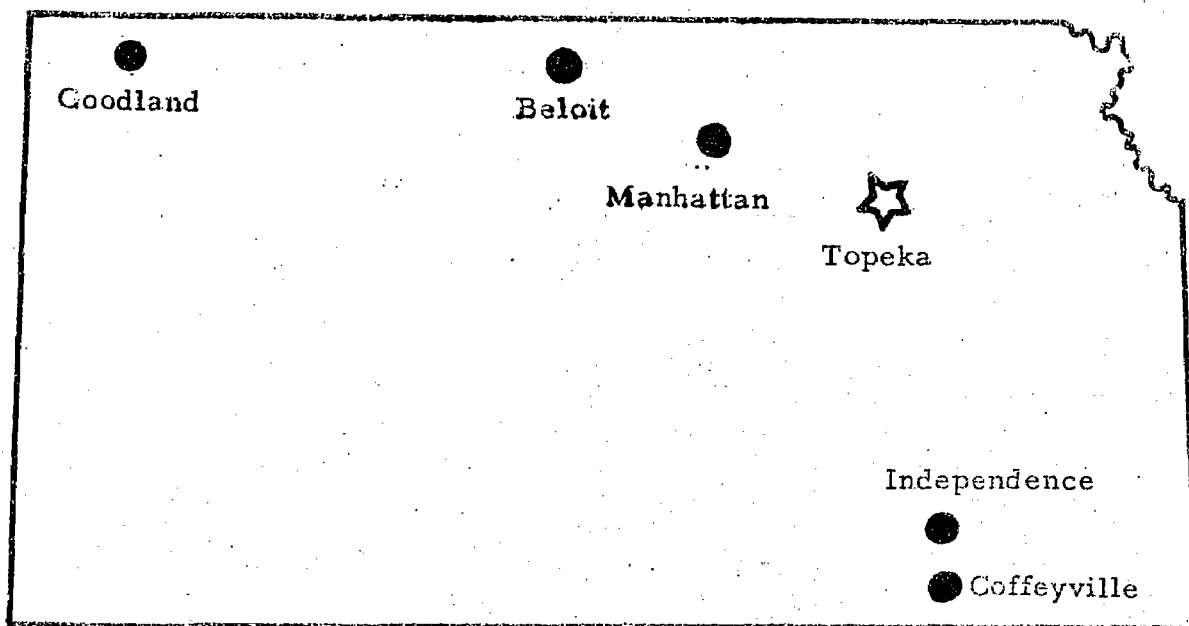 Goodland
Beloit
Manhattan
Topeka
Independence
Coffeyville